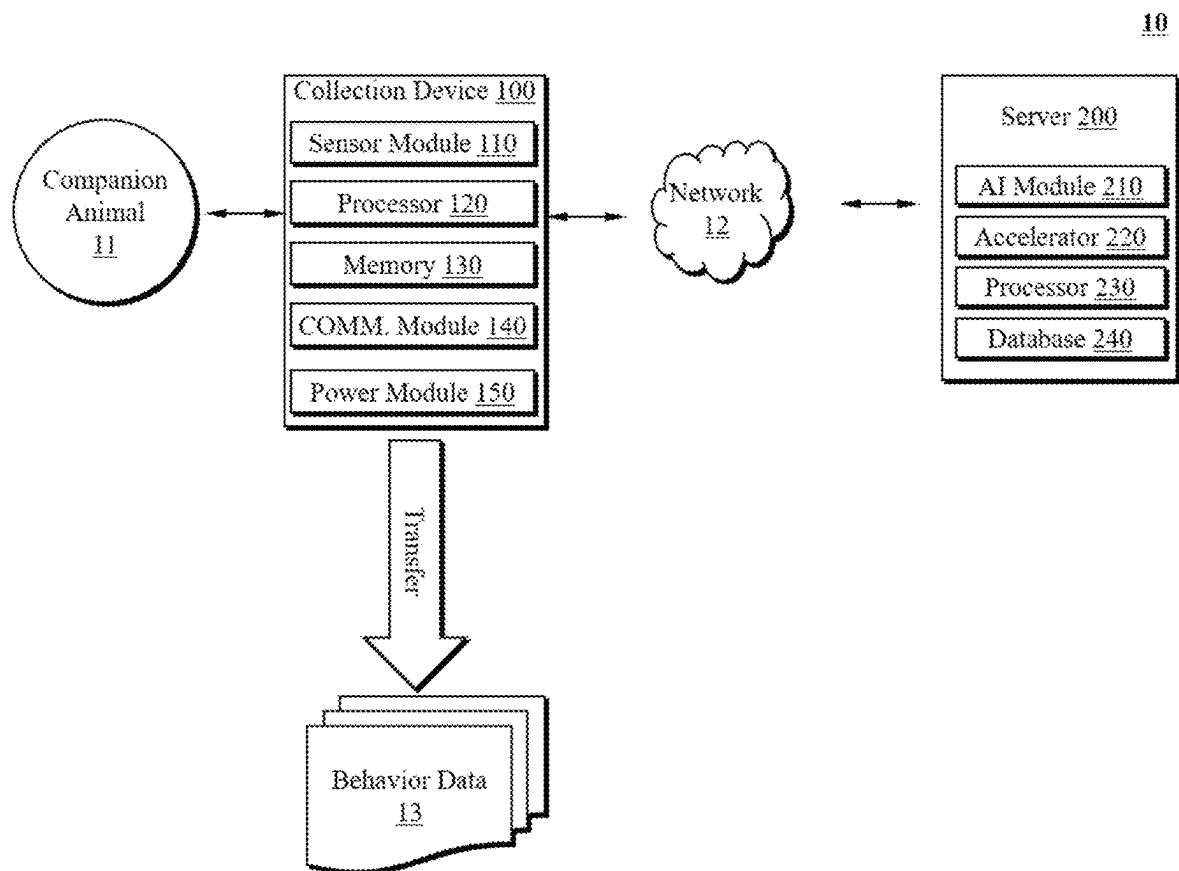 10
Collection Device 100
Sensor Module 110
Processor 120
Memory 130
COMM. Module 140
Power Module 150
Companion
Animal
11
Network
12
Server 200
AI Module 210
Accelerator 220
Processor 230
Database 240
Transfer
Behavior Data
13